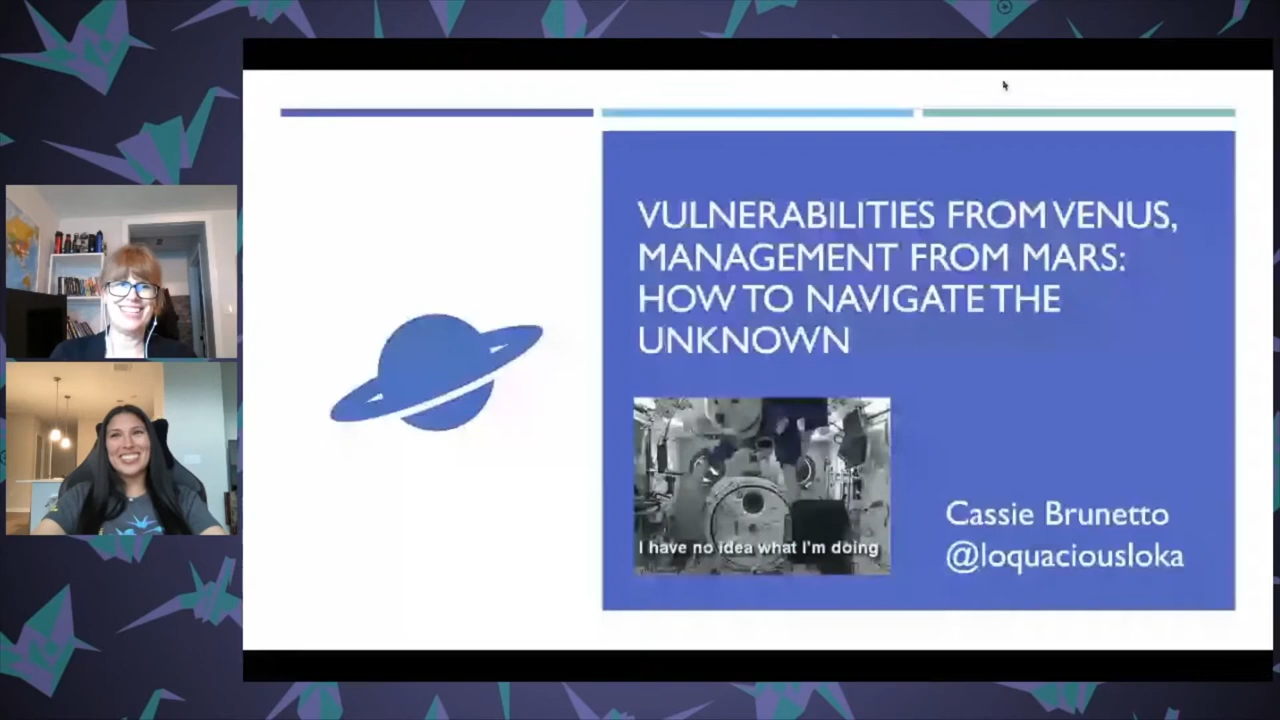 VULNERABILITIES FROM VENUS,
MANAGEMENT FROM MARS:
HOW TO NAVIGATE THE
UNKNOWN
I have no idea what I'm doing
Cassie Brunetto
@loquaciousloka